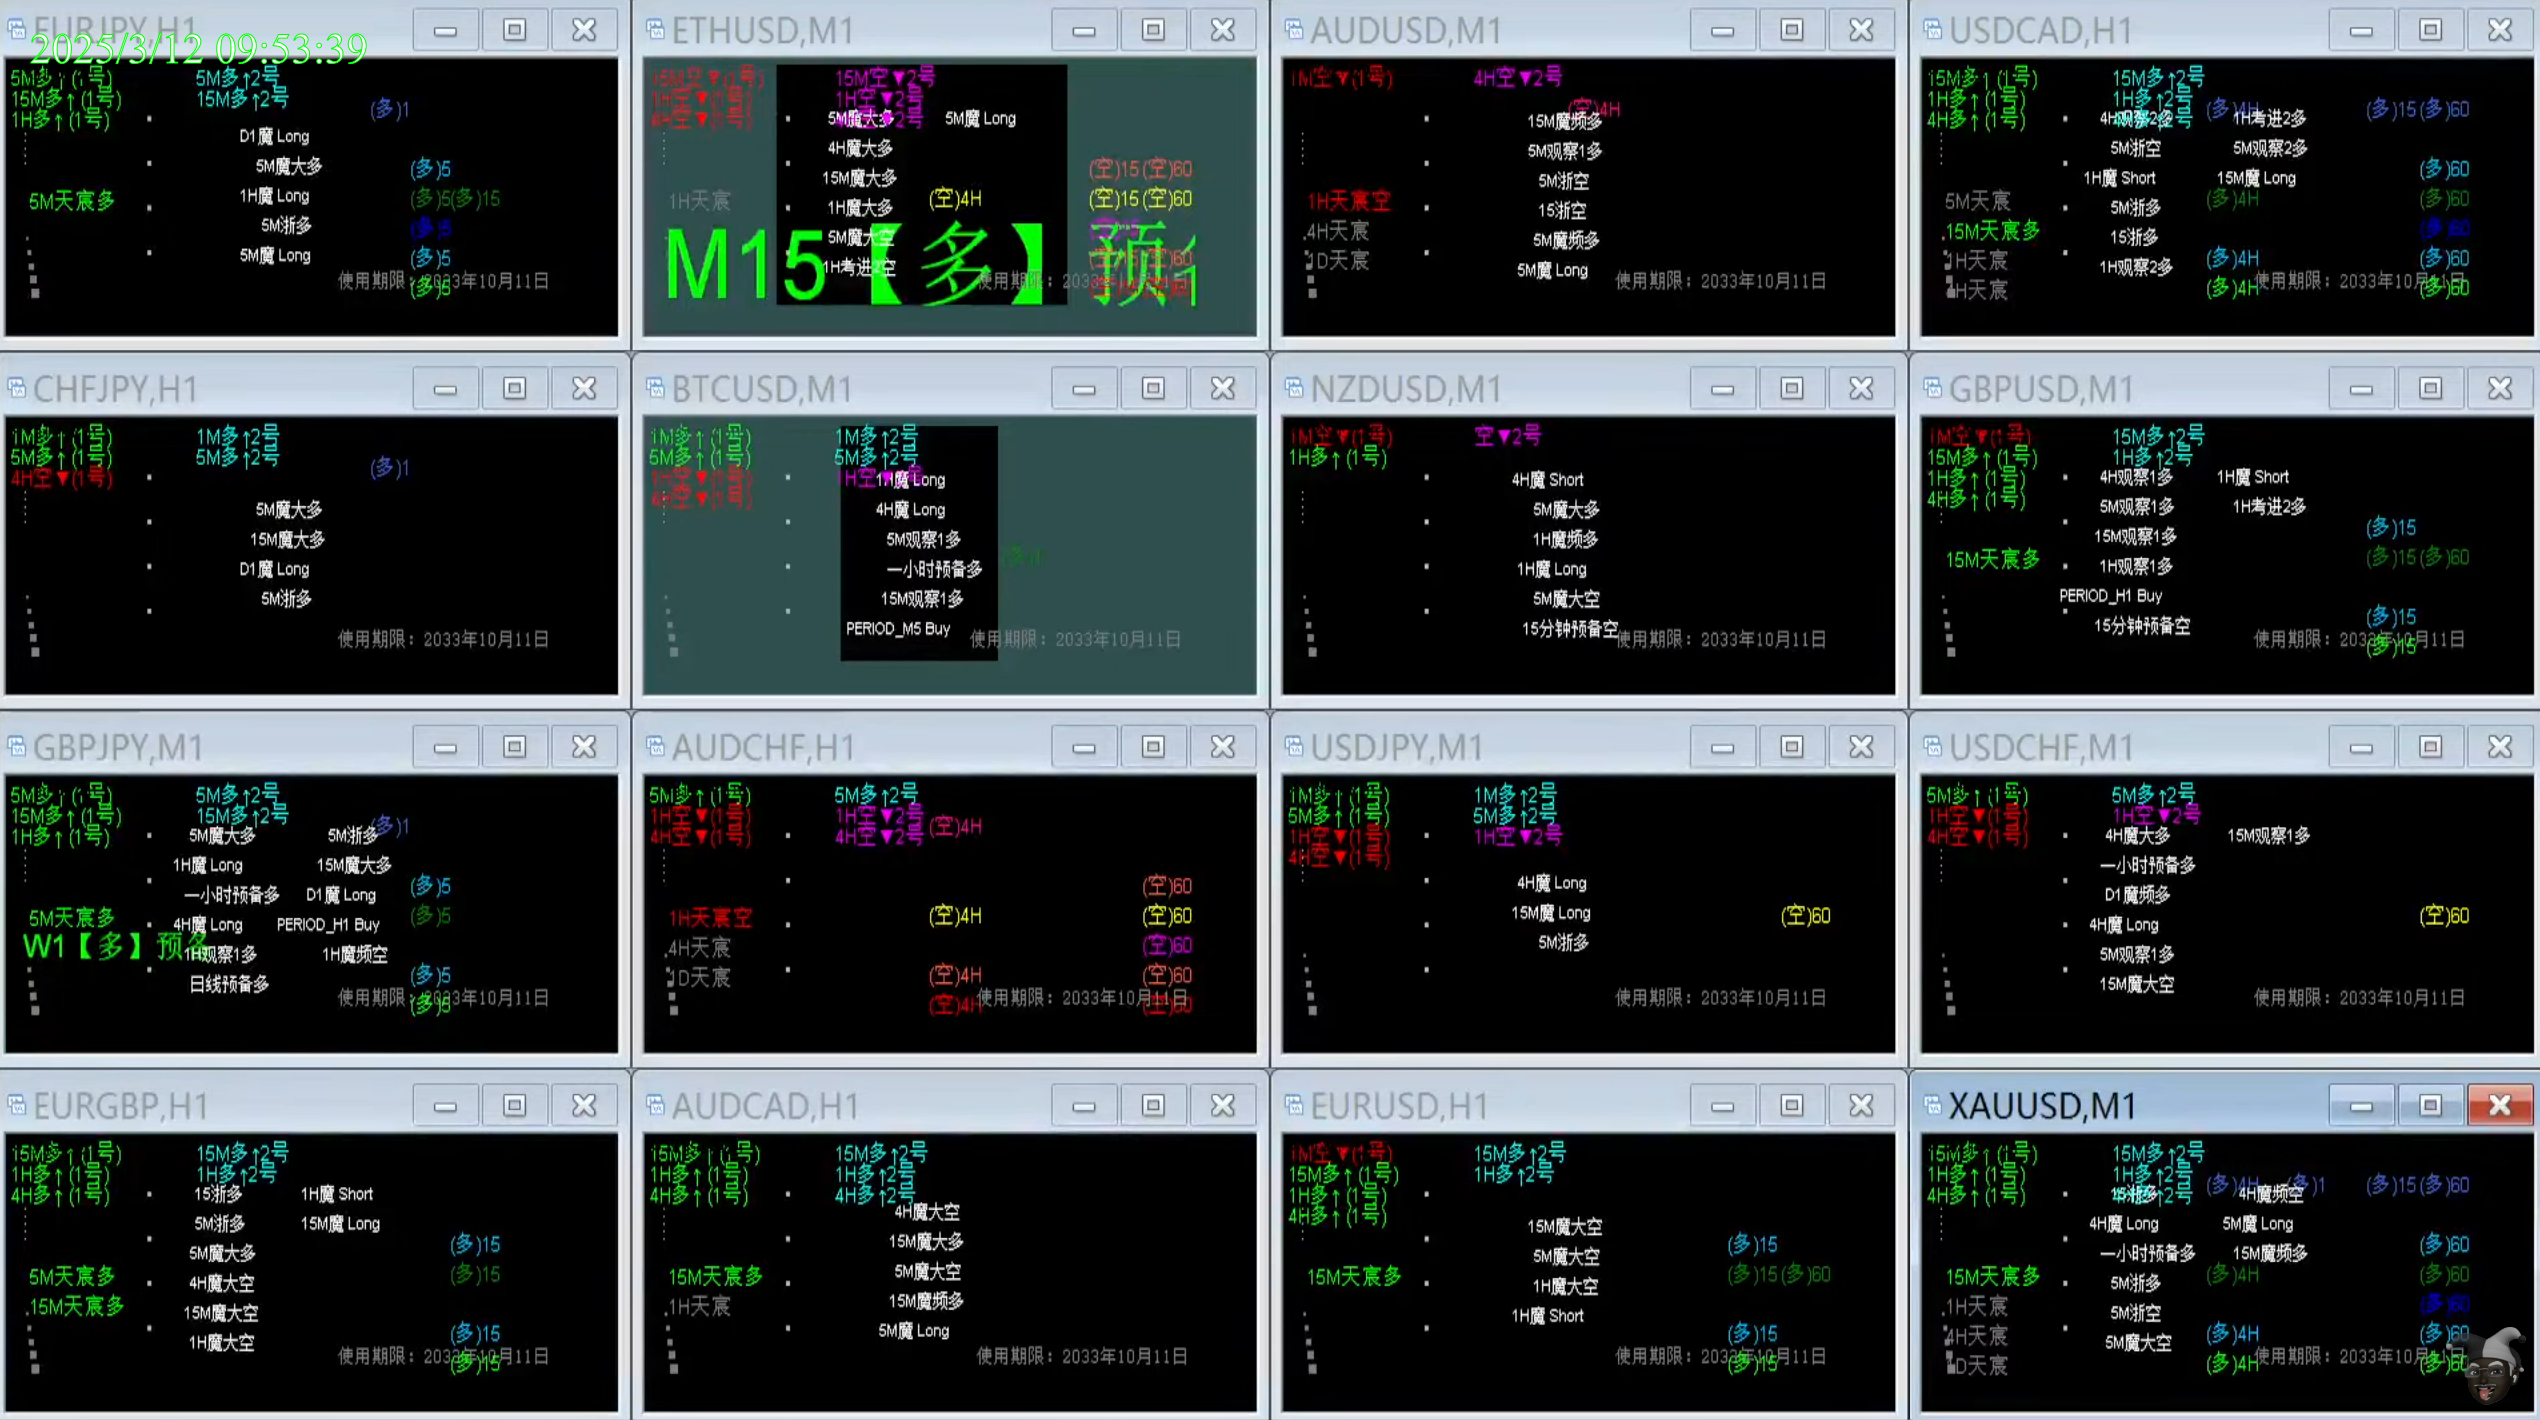 EURJPY,H1
2025/3/12 09:53:39
5M多↑(1号) 5M多↑2号
15M多↑(1号) 15M多↑2号
1H多↑(1号)
(多)1
D1魔 Long
5M魔大多
(多)5
1H魔 Long
5M天宸多
(多)5(多)15
5M浙多
(多)5
5M魔 Long
(多)5
使用期限：2033年10月11日
(多)5
ETHUSD,M1
15M空▼(1号) 15M空▼2号
1H空▼(1号) 1H空▼2号
4H空▼(1号) 4H空▼2号
5M魔大多 5M魔 Long
4H魔大多
15M魔大多
(空)15(空)60
1H天宸
1H魔大多
(空)4H
(空)15(空)60
5M魔大空
1H考进2空
M15【多】预
使用期限：2033年10月11日
AUDUSD,M1
1M空▼(1号) 4H空▼2号
(空)4H
15M魔频多
5M观察1多
5M浙空
1H天宸空
15浙空
4H天宸
5M魔频多
1D天宸
5M魔 Long
使用期限：2033年10月11日
USDCAD,H1
15M多↑(1号) 15M多↑2号
1H多↑(1号) 1H多↑2号
4H多↑(1号) 4H多↑2号
(多)4H (多)15(多)60
4H观察2多 1H考进2多
5M浙空 5M观察2多
(多)60
1H魔 Short 15M魔 Long
5M天宸
5M浙多
(多)4H (多)60
15M天宸多
15浙多
(多)60
1H天宸
1H观察2多
(多)4H (多)60
4H天宸
(多)4H (多)60
使用期限：2033年10月11日
CHFJPY,H1
1M多↑(1号) 1M多↑2号
5M多↑(1号) 5M多↑2号
4H空▼(1号)
(多)1
5M魔大多
15M魔大多
D1魔 Long
5M浙多
使用期限：2033年10月11日
BTCUSD,M1
1M多↑(1号) 1M多↑2号
5M多↑(1号) 5M多↑2号
1H空▼(1号) 1H空▼2号
4H空▼(1号)
1H魔 Long
4H魔 Long
5M观察1多
一小时预备多
15M观察1多
PERIOD_M5 Buy
使用期限：2033年10月11日
NZDUSD,M1
1M空▼(1号) 空▼2号
1H多↑(1号)
4H魔 Short
5M魔大多
1H魔频多
1H魔 Long
5M魔大空
15分钟预备空
使用期限：2033年10月11日
GBPUSD,M1
1M空▼(1号) 15M多↑2号
15M多↑(1号) 1H多↑2号
1H多↑(1号)
4H多↑(1号)
4H观察1多 1H魔 Short
5M观察1多 1H考进2多
(多)15
15M观察1多
15M天宸多
(多)15(多)60
1H观察1多
PERIOD_H1 Buy
(多)15
15分钟预备空
使用期限：2033年10月11日
(多)15
GBPJPY,M1
5M多↑(1号) 5M多↑2号
15M多↑(1号) 15M多↑2号
1H多↑(1号)
(多)1
5M魔大多 5M浙多
1H魔 Long 15M魔大多
一小时预备多 D1魔 Long
(多)5
5M天宸多
(多)5
4H魔 Long PERIOD_H1 Buy
W1【多】预备
1H观察1多 1H魔频空
日线预备多
(多)5
使用期限：2033年10月11日
(多)5
AUDCHF,H1
5M多↑(1号) 5M多↑2号
1H空▼(1号) 1H空▼2号
4H空▼(1号) 4H空▼2号
(空)4H
(空)60
1H天宸空
(空)4H (空)60
4H天宸
(空)60
1D天宸
(空)4H (空)60
(空)4H (空)60
使用期限：2033年10月11日
USDJPY,M1
1M多↑(1号) 1M多↑2号
5M多↑(1号) 5M多↑2号
1H空▼(1号) 1H空▼2号
4H空▼(1号)
4H魔 Long
15M魔 Long
(空)60
5M浙多
使用期限：2033年10月11日
USDCHF,M1
5M多↑(1号) 5M多↑2号
1H空▼(1号) 1H空▼2号
4H空▼(1号)
4H魔大多 15M观察1多
一小时预备多
D1魔频多
(空)60
4H魔 Long
5M观察1多
15M魔大空
使用期限：2033年10月11日
EURGBP,H1
15M多↑(1号) 15M多↑2号
1H多↑(1号) 1H多↑2号
4H多↑(1号)
15浙多 1H魔 Short
5M浙多 15M魔 Long
(多)15
5M魔大多
5M天宸多
(多)15
4H魔大空
15M天宸多
15M魔大空
(多)15
1H魔大空
使用期限：2033年10月11日
(多)15
AUDCAD,H1
15M多↑(1号) 15M多↑2号
1H多↑(1号) 1H多↑2号
4H多↑(1号) 4H多↑2号
4H魔大空
15M魔大多
15M天宸多
5M魔大空
1H天宸
15M魔频多
5M魔 Long
使用期限：2033年10月11日
EURUSD,H1
1M空▼(1号) 15M多↑2号
15M多↑(1号) 1H多↑2号
1H多↑(1号)
4H多↑(1号)
15M魔大空
(多)15
5M魔大空
15M天宸多
(多)15(多)60
1H魔大空
1H魔 Short
(多)15
使用期限：2033年10月11日
(多)15
XAUUSD,M1
15M多↑(1号) 15M多↑2号
1H多↑(1号) 1H多↑2号
4H多↑(1号) 4H多↑2号
(多)4H (多)1 (多)15(多)60
15浙多 4H魔频空
4H魔 Long 5M魔 Long
一小时预备多 15M魔频多
(多)60
15M天宸多
5M浙多
(多)4H (多)60
1H天宸
5M浙空
(多)60
4H天宸
5M魔大空
(多)4H (多)60
1D天宸
(多)4H (多)60
使用期限：2033年10月11日